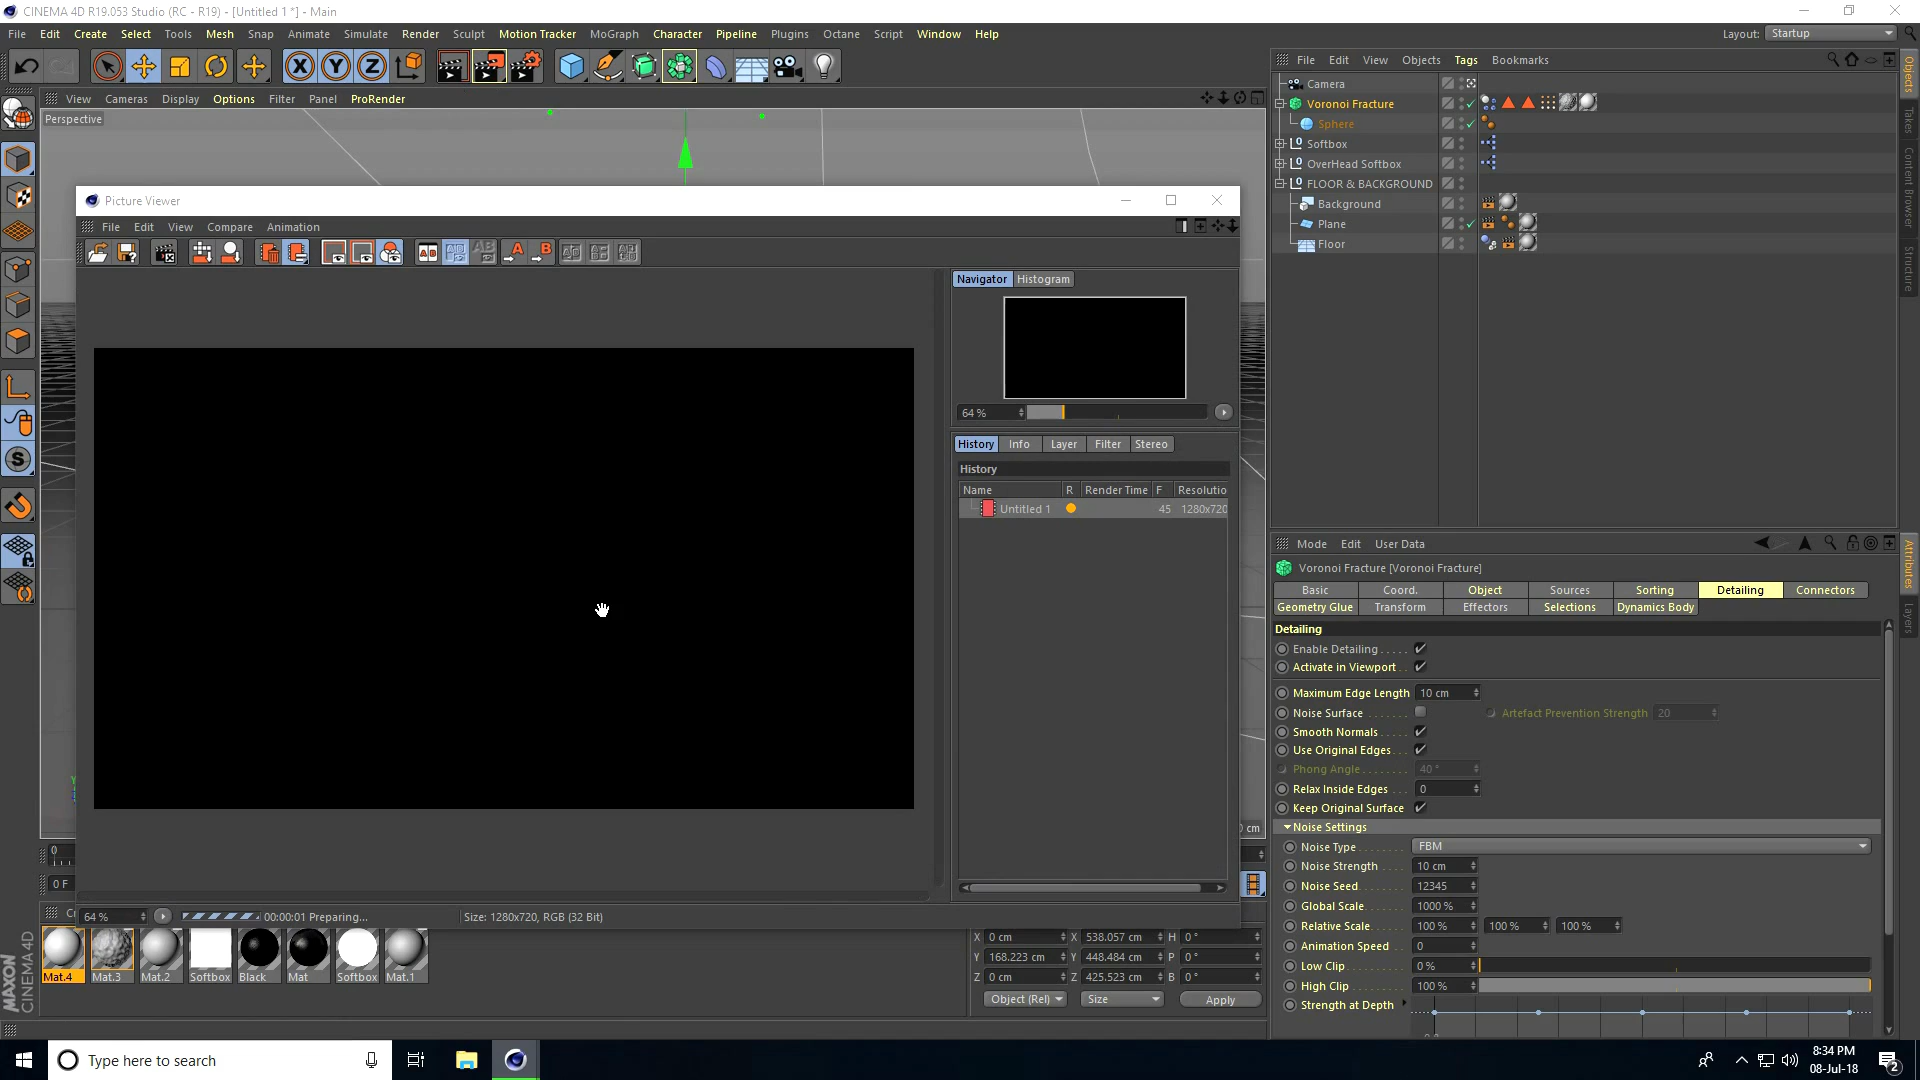 CINEMA 4D R19.053 Studio (RC - R19) - [Untitled 1 *] - Main
File Edit Create Select Tools Mesh Snap Animate Simulate Render Sculpt Motion Tracker MoGraph Character Pipeline Plugins Octane Script Window Help
Layout: Startup
View Cameras Display Options Filter Panel ProRender
Perspective
File Edit View Objects Tags Bookmarks
Camera
Voronoi Fracture
Sphere
Softbox
OverHead Softbox
FLOOR & BACKGROUND
Background
Plane
Floor
Objects
Takes
Content Browser
Structure
Picture Viewer
File Edit View Compare Animation
Navigator Histogram
64 %
History Info Layer Filter Stereo
History
Name R Render Time F Resolutio
Untitled 1 45 1280x720
64 % 00:00:01 Preparing... Size: 1280x720, RGB (32 Bit)
0 cm
0
0 F
Mode Edit User Data
Voronoi Fracture [Voronoi Fracture]
Basic Coord. Object Sources Sorting Detailing Connectors
Geometry Glue Transform Effectors Selections Dynamics Body
Detailing
Enable Detailing
Activate in Viewport
Maximum Edge Length 10 cm
Noise Surface Artefact Prevention Strength 20
Smooth Normals
Use Original Edges
Phong Angle 40 °
Relax Inside Edges 0
Keep Original Surface
Noise Settings
Noise Type FBM
Noise Strength 10 cm
Noise Seed 12345
Global Scale 1000 %
Relative Scale 100 % 100 % 100 %
Animation Speed 0
Low Clip 0 %
High Clip 100 %
Strength at Depth
Attributes
Layers
Mat.4 Mat.3 Mat.2 Softbox Black Mat Softbox Mat.1
X 0 cm X 538.057 cm H 0 °
Y 168.223 cm Y 448.484 cm P 0 °
Z 0 cm Z 425.523 cm B 0 °
Object (Rel) Size Apply
MAXON
CINEMA 4D
Type here to search
8:34 PM
08-Jul-18
2